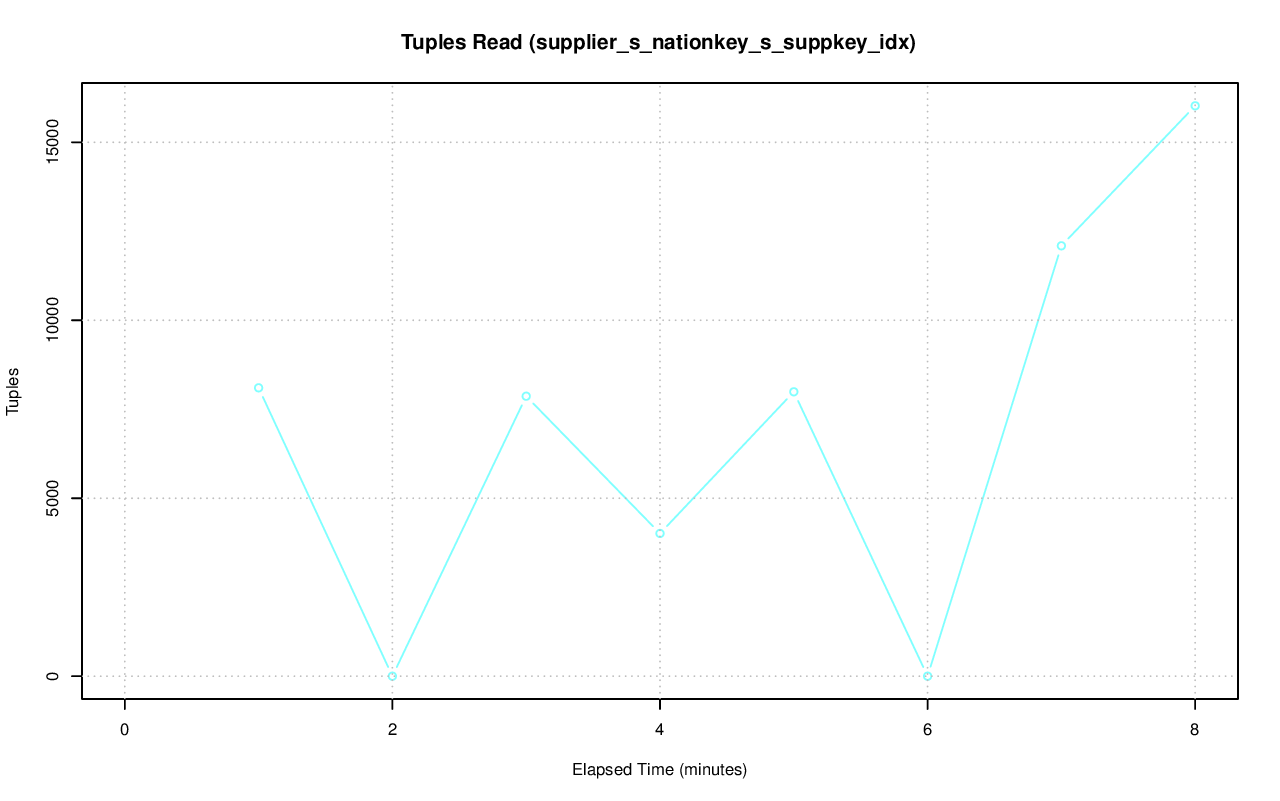 Tuples Read (supplier_s_nationkey_s_suppkey_idx)
15000
10000
5000
0
Tuples
0 2 4 6 8
Elapsed Time (minutes)